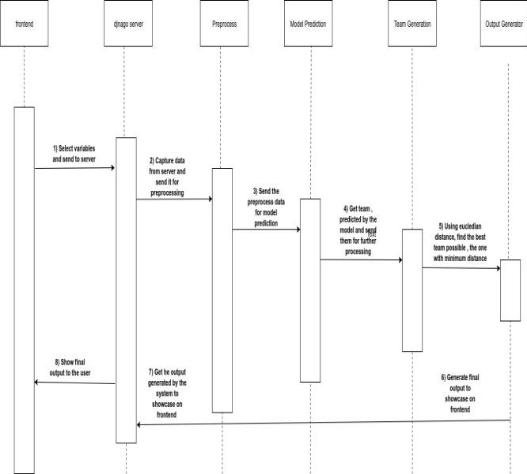 frontend
djnago server
Preprocess
Model Prediction
Team Generation
Output Generator
1) Select variables
and send to server
2) Capture data
from server and
send it for
preprocessing
3) Send the
preprocess data
for model
prediction
4) Get team ,
predicted by the
model and send
them for further
processing
5) Using eucledian
distance, find the best
team possible , the one
with minimum distance
8) Show final
output to the user
7) Get he output
generated by the
system to
showcase on
frontend
6) Generate final
output to
showcase on
frontend